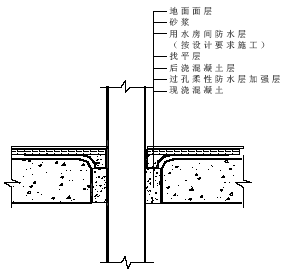 地面面层
砂浆
用水房间防水层
（按设计要求施工）
找平层
后浇混凝土层
过孔柔性防水层加强层
现浇混凝土